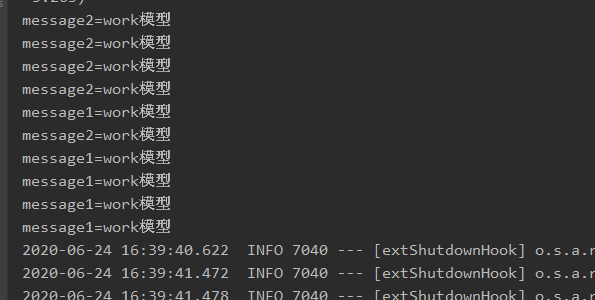 message2=work模型
message2=work模型
message2=work模型
message2=work模型
message1=work模型
message2=work模型
message1=work模型
message1=work模型
message1=work模型
message1=work模型
2020-06-24 16:39:40.622  INFO 7040 --- [extShutdownHook] o.s.a.r
2020-06-24 16:39:41.472  INFO 7040 --- [extShutdownHook] o.s.a.r
2020-06-24 16:39:41.478  INFO 7040 --- [extShutdownHook] o.s.a.r